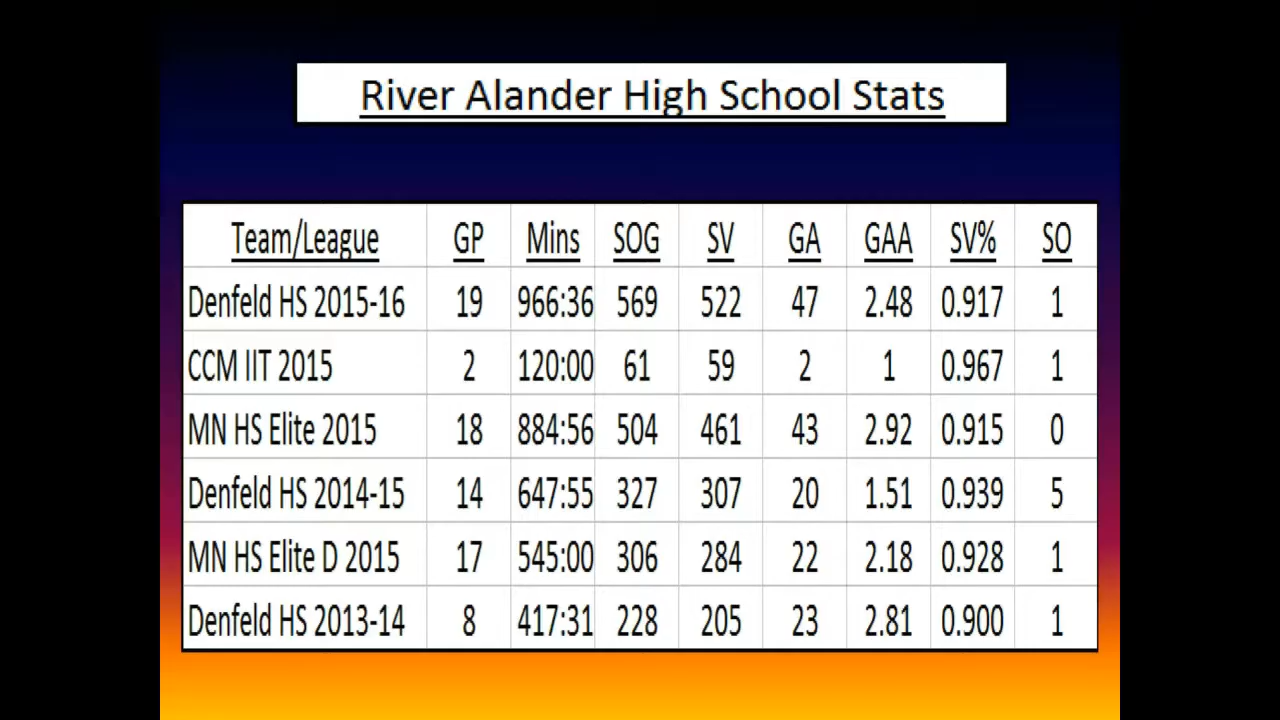 River Alander High School Stats
Team/League GP Mins SOG SV GA GAA SV% SO
Denfeld HS 2015-16 19 966:36 569 522 47 2.48 0.917 1
CCM IIT 2015 2 120:00 61 59 2 1 0.967 1
MN HS Elite 2015 18 884:56 504 461 43 2.92 0.915 0
Denfeld HS 2014-15 14 647:55 327 307 20 1.51 0.939 5
MN HS Elite D 2015 17 545:00 306 284 22 2.18 0.928 1
Denfeld HS 2013-14 8 417:31 228 205 23 2.81 0.900 1